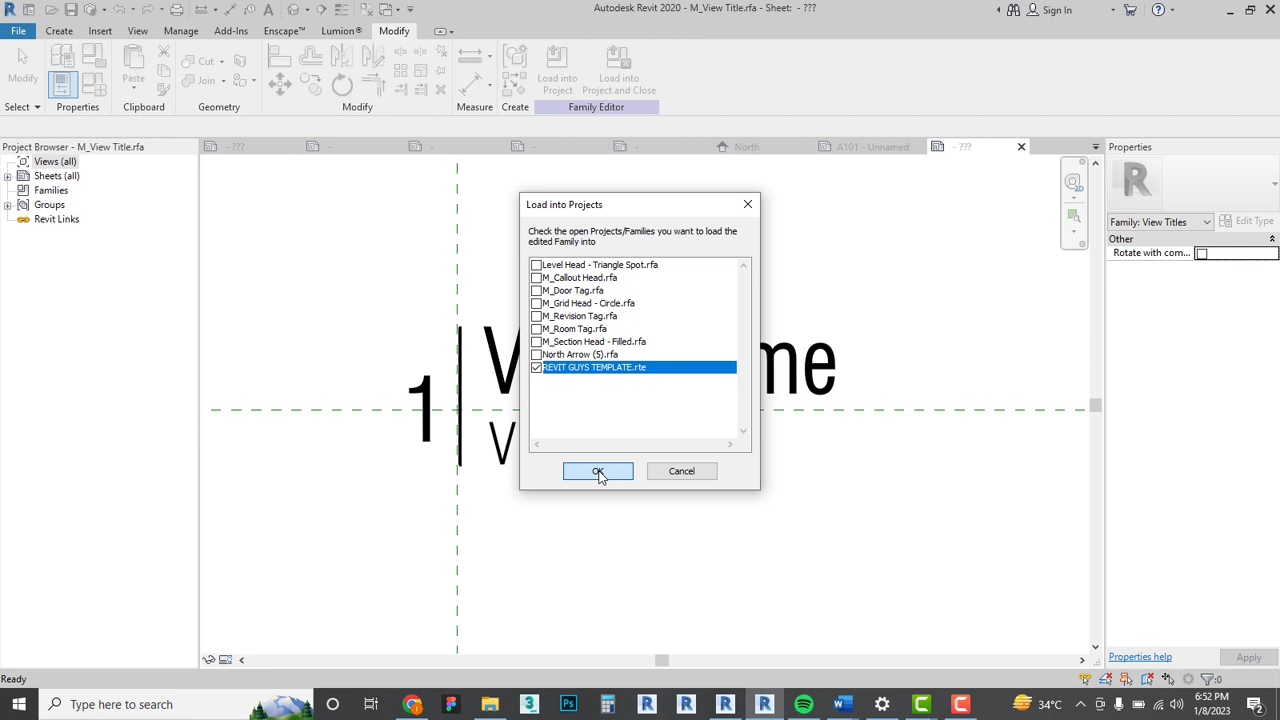 Autodesk Revit 2020 - M_View Title.rfa - Sheet: - ???
Sign In
File Create Insert View Manage Add-Ins Enscape™ Lumion® Modify
Modify
Paste
Cut
Join
Load into
Project
Load into
Project and Close
Select Properties Clipboard Geometry Modify Measure Create Family Editor
Project Browser - M_View Title.rfa
Views (all)
Sheets (all)
Families
Groups
Revit Links
- ???
-
-
-
-
North
A101 - Unnamed
- ???
Properties
R
Family: View Titles
Edit Type
Other
Rotate with com...
Properties help
Apply
1
V
me
V
Load into Projects
Check the open Projects/Families you want to load the
edited Family into
Level Head - Triangle Spot.rfa
M_Callout Head.rfa
M_Door Tag.rfa
M_Grid Head - Circle.rfa
M_Revision Tag.rfa
M_Room Tag.rfa
M_Section Head - Filled.rfa
North Arrow (5).rfa
REVIT GUYS TEMPLATE.rte
OK
Cancel
Ready
:0
Type here to search
34°C
6:52 PM
1/8/2023
2